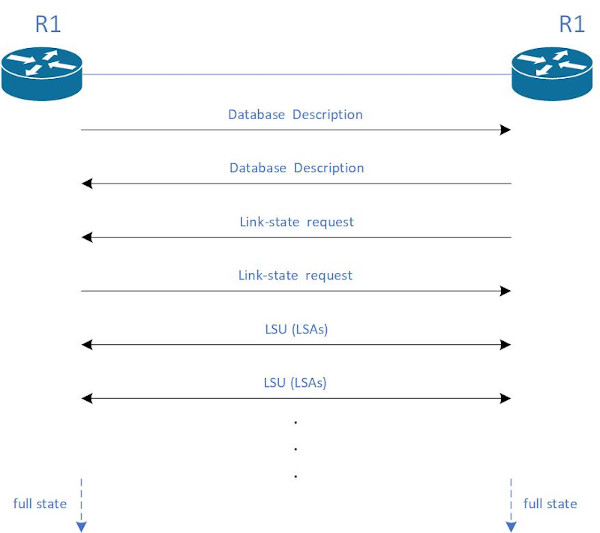 R1
R1
Database Description
Database Description
Link-state request
Link-state request
LSU (LSAs)
LSU (LSAs)
.
.
.
full state
full state